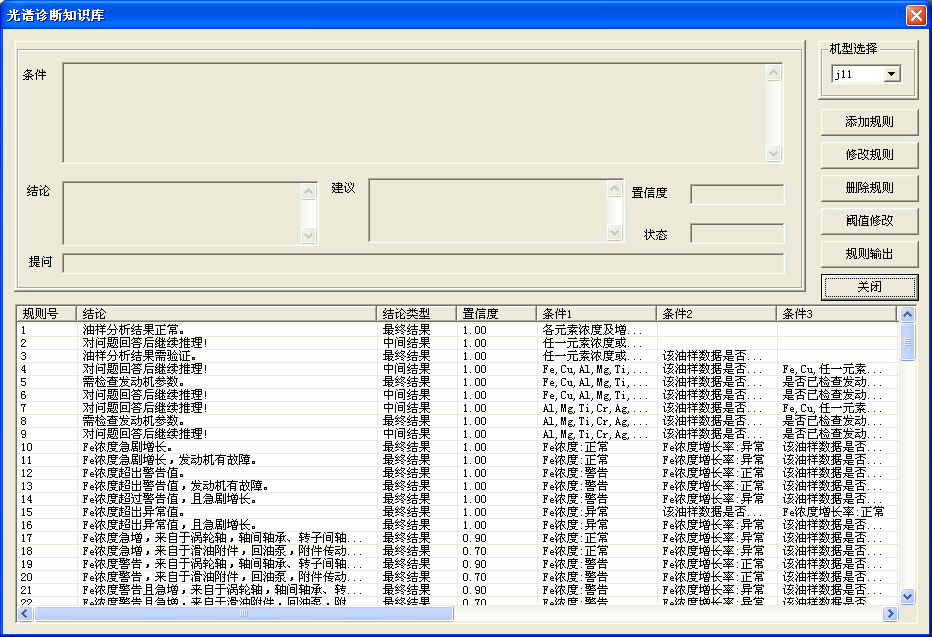 光谱诊断知识库
机型选择
条件
j11
添加规则
修改规则
结论
建议
置信度
删除规则
阈值修改
状态
提问
规则输出
关闭
规则号 结论 结论类型 置信度 条件1 条件2 条件3
1 油样分析结果正常。 最终结果 1.00 各元素浓度及增...
2 对问题回答后继续推理! 中间结果 1.00 任一元素浓度或...
3 油样分析结果需验证。 最终结果 1.00 任一元素浓度或... 该油样数据是否...
4 对问题回答后继续推理! 中间结果 1.00 Fe,Cu,Al,Mg,Ti,... 该油样数据是否... Fe,Cu,任一元素...
5 需检查发动机参数。 最终结果 1.00 Fe,Cu,Al,Mg,Ti,... 该油样数据是否... 是否已检查发动...
6 对问题回答后继续推理! 中间结果 1.00 Fe,Cu,Al,Mg,Ti,... 该油样数据是否... 是否已检查发动...
7 对问题回答后继续推理! 中间结果 1.00 Al,Mg,Ti,Cr,Ag,... 该油样数据是否... Fe,Cu,任一元素
8 需检查发动机参数。 最终结果 1.00 Al,Mg,Ti,Cr,Ag,... 该油样数据是否... 是否已检查发动...
9 对问题回答后继续推理! 中间结果 1.00 Al,Mg,Ti,Cr,Ag,... 该油样数据是否... 是否已检查发动...
10 Fe浓度急剧增长。 最终结果 1.00 Fe浓度:正常 Fe浓度增长率:异常 该油样数据是否...
11 Fe浓度急剧增长，发动机有故障。 最终结果 1.00 Fe浓度:正常 Fe浓度增长率:异常 该油样数据是否...
12 Fe浓度超出警告值。 最终结果 1.00 Fe浓度:警告 Fe浓度增长率:正常 该油样数据是否...
13 Fe浓度超出警告值，发动机有故障。 最终结果 1.00 Fe浓度:警告 Fe浓度增长率:正常 该油样数据是否...
14 Fe浓度超过警告值，且急剧增长。 最终结果 1.00 Fe浓度:警告 Fe浓度增长率:异常 该油样数据是否...
15 Fe浓度超出异常值。 最终结果 1.00 Fe浓度:异常 该油样数据是否... Fe浓度增长率:正常
16 Fe浓度超出异常值，且急剧增长。 最终结果 1.00 Fe浓度:异常 Fe浓度增长率:异常 该油样数据是否...
17 Fe浓度急增，来自于涡轮轴，轴间轴承、转子间轴... 最终结果 0.90 Fe浓度:正常 Fe浓度增长率:异常 该油样数据是否...
18 Fe浓度急增，来自于滑油附件，回油泵，附件传动... 最终结果 0.70 Fe浓度:正常 Fe浓度增长率:异常 该油样数据是否...
19 Fe浓度警告，来自于涡轮轴，轴间轴承、转子间轴... 最终结果 0.90 Fe浓度:警告 Fe浓度增长率:正常 该油样数据是否...
20 Fe浓度警告，来自于滑油附件，回油泵，附件传动... 最终结果 0.70 Fe浓度:警告 Fe浓度增长率:正常 该油样数据是否...
21 Fe浓度警告且急增，来自于涡轮轴，轴间轴承、转... 最终结果 0.90 Fe浓度:警告 Fe浓度增长率:异常 该油样数据是否...
22 Fe浓度警告且急增，来自于滑油附件，回油泵，附... 最终结果 0.70 Fe浓度:警告 Fe浓度增长率:异常 该油样数据是否...